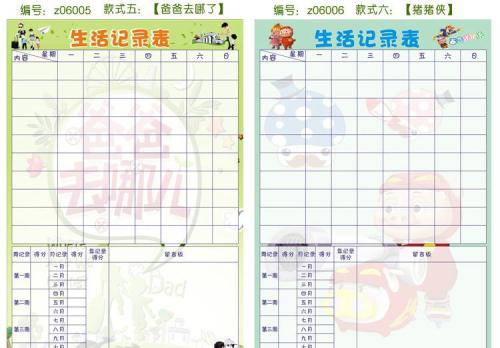 编号：z06005 款式五：【爸爸去哪了】
生活记录表
星期
内容
一 二 三 四 五 六 日
爸爸去哪儿
周记录 得分 月记录 得分 年记录得分 留言板
第一周
第二周
第三周
一月
二月
三月
四月
五月
六月
七月
八月
九月
十月
Dad
编号：z06006 款式六：【猪猪侠】
生活记录表
星期
内容
一 二 三 四 五 六 日
周记录 得分 月记录 得分 年记录得分 留言板
第一周
第二周
第三周
一月
二月
三月
四月
五月
六月
七月
八月
九月
十月